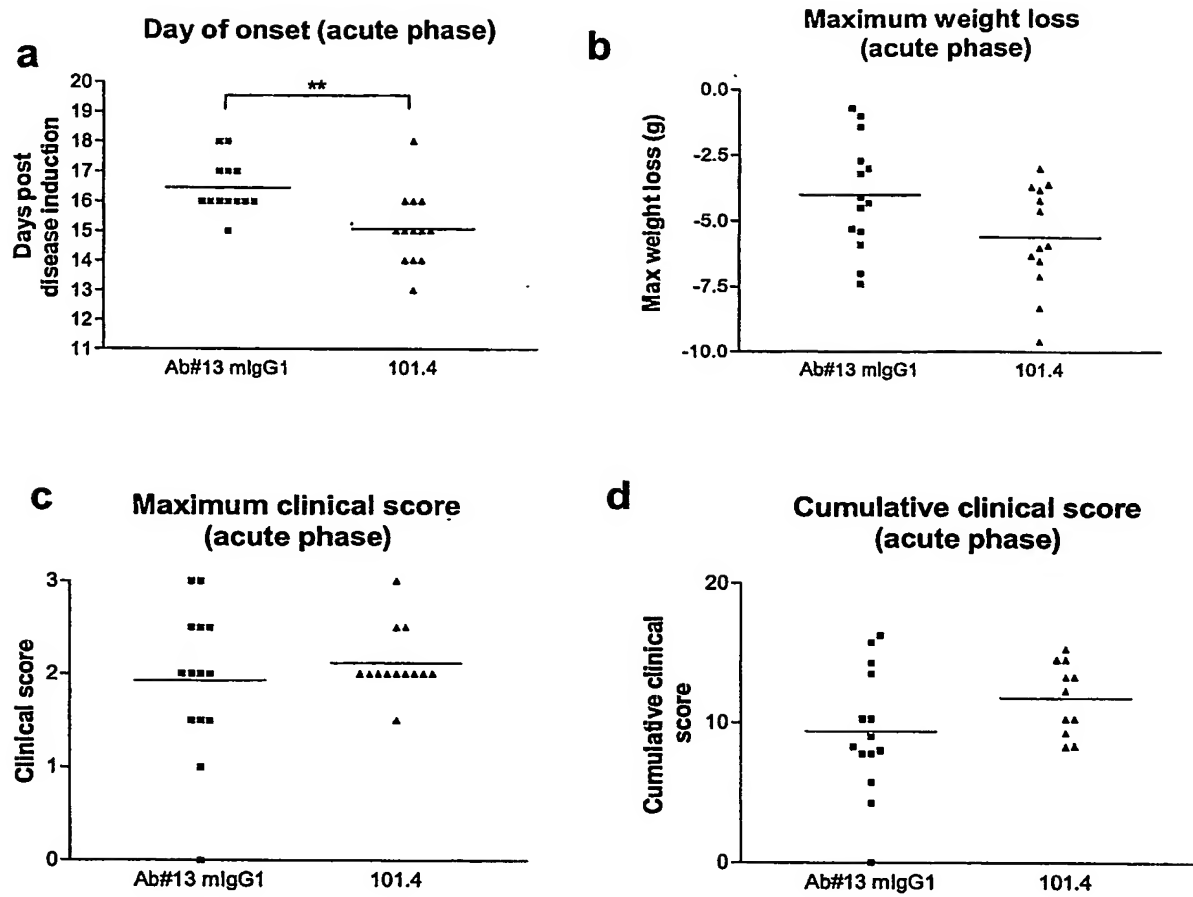 a
Day of onset (acute phase)
Days post
disease induction
20
19
18
17
16
15
14
13
12
11
**
Ab#13 mIgG1
101.4
b
Maximum weight loss
(acute phase)
Max weight loss (g)
0.0
-2.5
-5.0
-7.5
-10.0
Ab#13 mIgG1
101.4
c
Maximum clinical score
(acute phase)
Clinical score
3
2
1
0
Ab#13 mIgG1
101.4
d
Cumulative clinical score
(acute phase)
Cumulative clinical
score
20
10
0
Ab#13 mIgG1
101.4